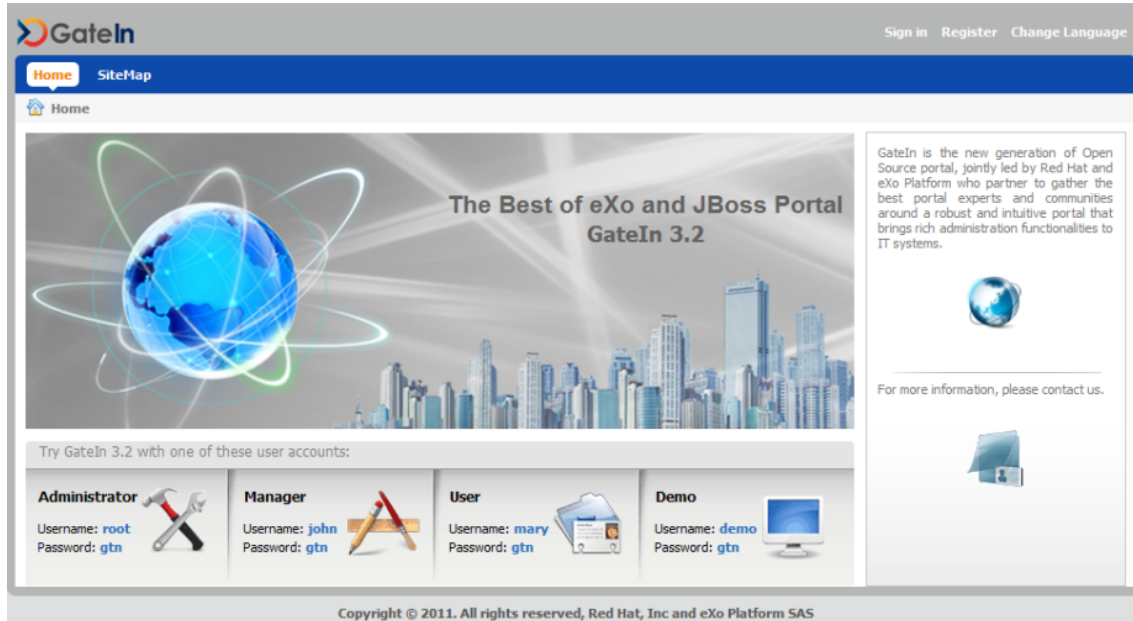 GateIn
Sign in Register Change Language
Home SiteMap
Home
The Best of eXo and JBoss Portal
GateIn 3.2
GateIn is the new generation of Open
Source portal, jointly led by Red Hat and
eXo Platform who partner to gather the
best portal experts and communities
around a robust and intuitive portal that
brings rich administration functionalities to
IT systems.
For more information, please contact us.
Try GateIn 3.2 with one of these user accounts:
Administrator
Username: root
Password: gtn
Manager
Username: john
Password: gtn
User
Username: mary
Password: gtn
Demo
Username: demo
Password: gtn
Copyright © 2011. All rights reserved, Red Hat, Inc and eXo Platform SAS